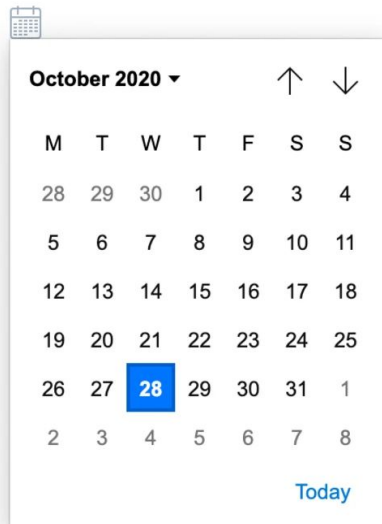 October 2020
M T W T F S S
28 29 30 1 2 3 4
5 6 7 8 9 10 11
12 13 14 15 16 17 18
19 20 21 22 23 24 25
26 27 28 29 30 31 1
2 3 4 5 6 7 8
Today